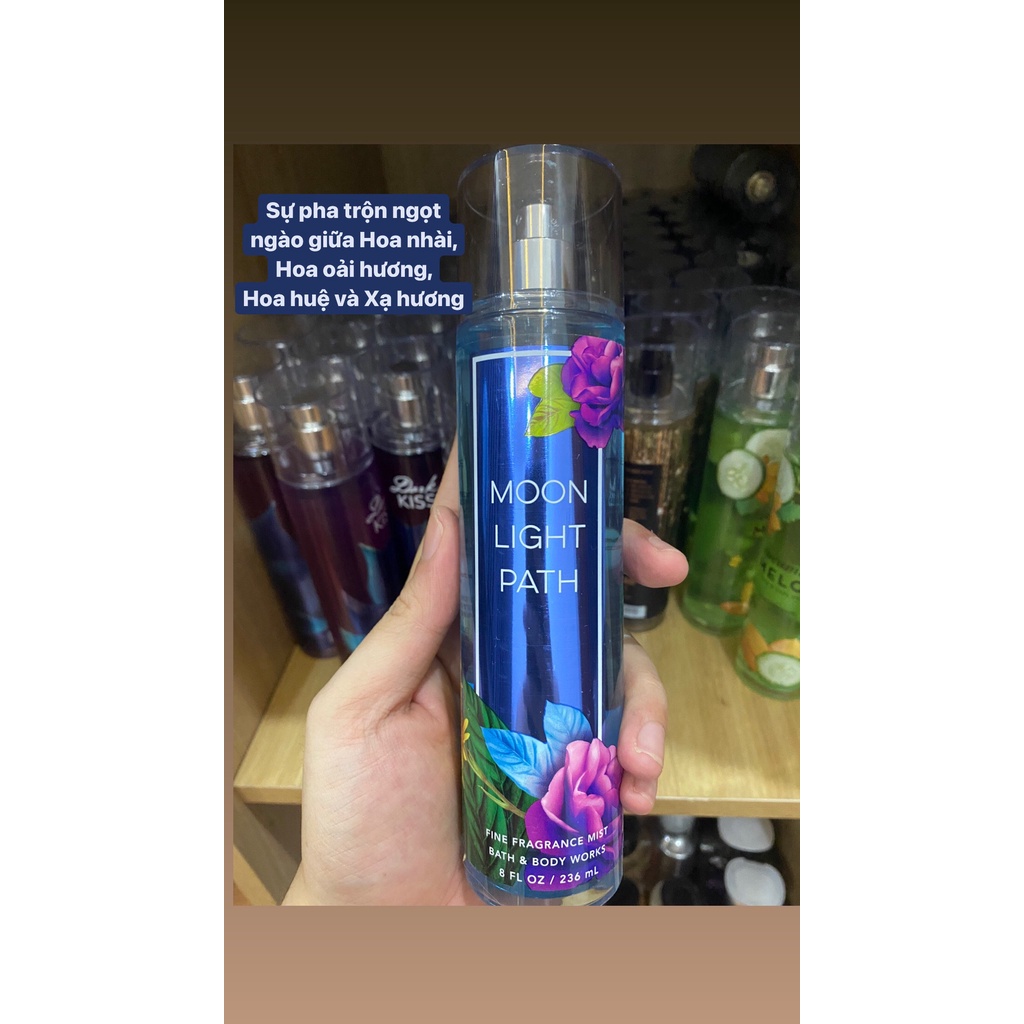 Sự pha trộn ngọt
ngào giữa Hoa nhài,
Hoa oải hương,
Hoa huệ và Xạ hương
MOON
LIGHT
PATH
FINE FRAGRANCE MIST
BATH & BODY WORKS
8 FL OZ / 236 mL
Dark
KISS